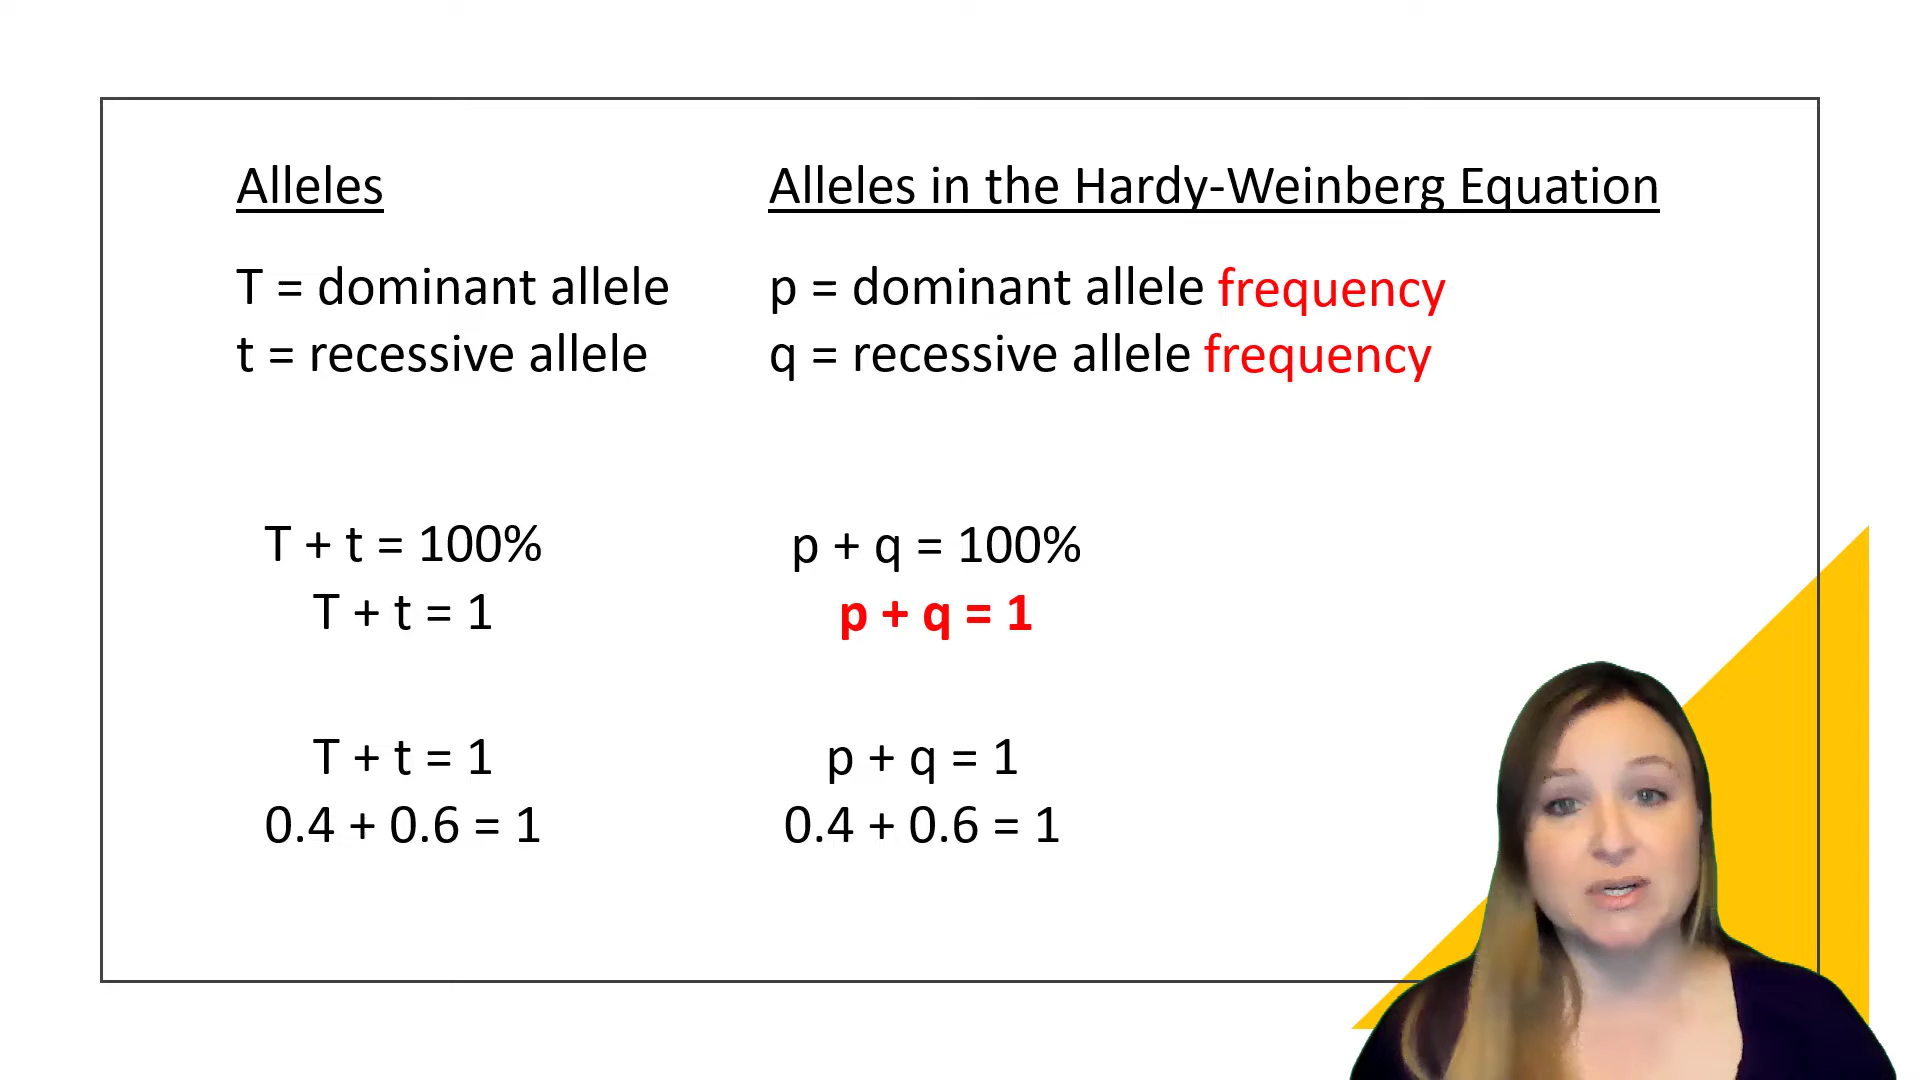 Alleles
T = dominant allele
t = recessive allele
T + t = 100%
T + t = 1
T + t = 1
0.4 + 0.6 = 1
Alleles in the Hardy-Weinberg Equation
p = dominant allele frequency
q = recessive allele frequency
p + q = 100%
p + q = 1
p + q = 1
0.4 + 0.6 = 1